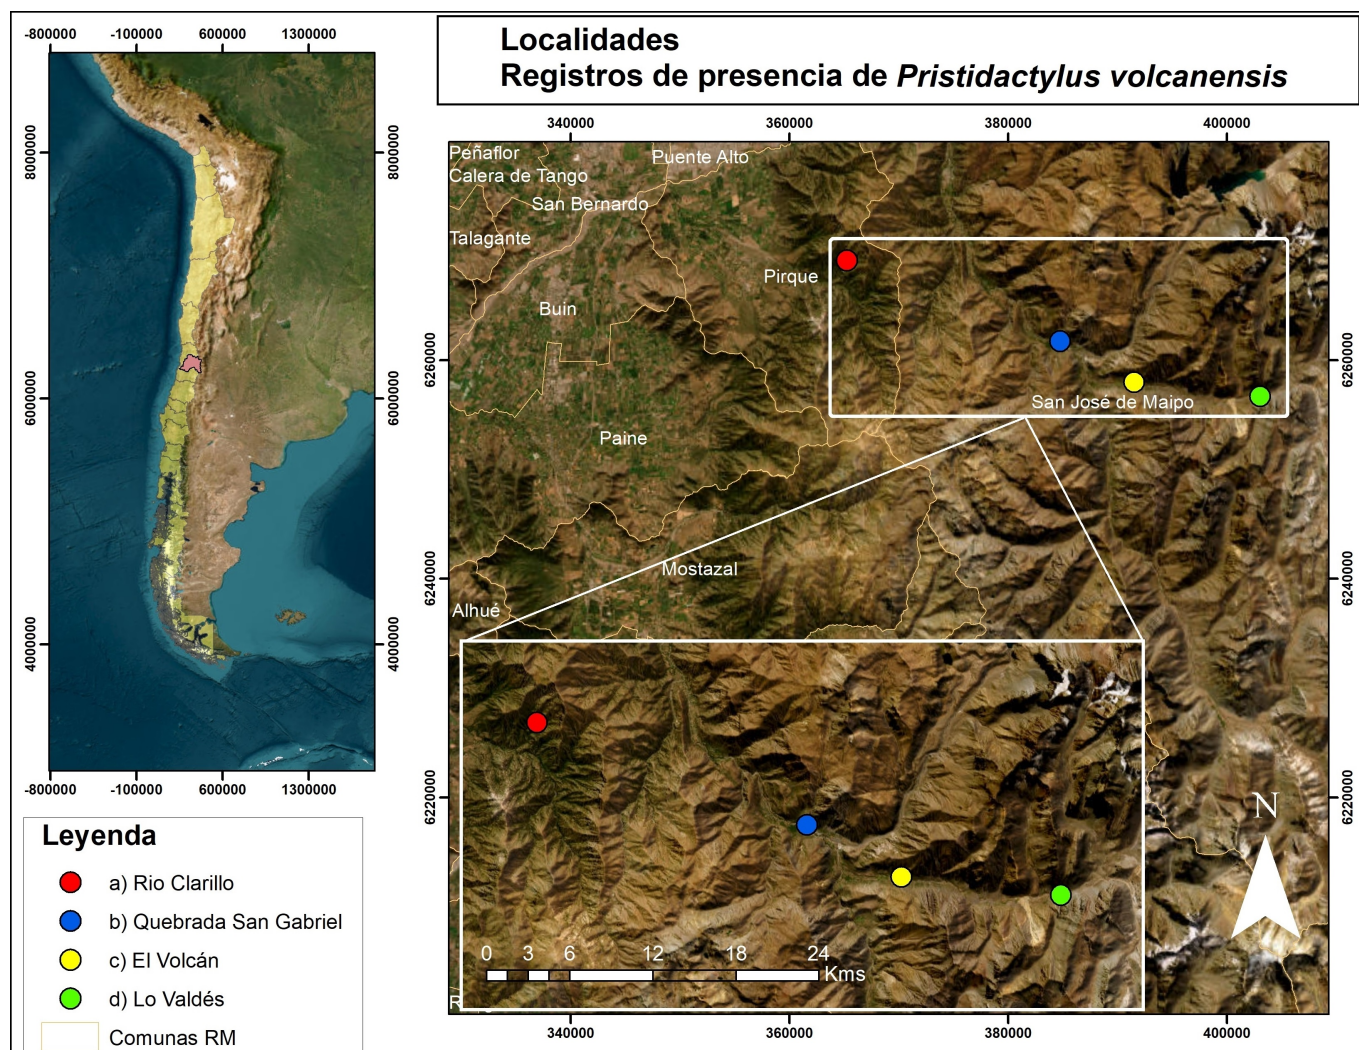 Localidades
Registros de presencia de Pristidactylus volcanensis
-800000 -100000 600000 1300000
8000000 8000000
6000000 6000000
4000000 4000000
-800000 -100000 600000 1300000
340000 360000 380000 400000
Peñaflor
Puente Alto
Calera de Tango
San Bernardo
Talagante
Pirque
Buin
6260000 6260000
San José de Maipo
Paine
Mostazal
6240000 6240000
Alhué
6220000 6220000
N
0 3 6 12 18 24
Kms
340000 360000 380000 400000
Leyenda
a) Rio Clarillo
b) Quebrada San Gabriel
c) El Volcán
d) Lo Valdés
Comunas RM